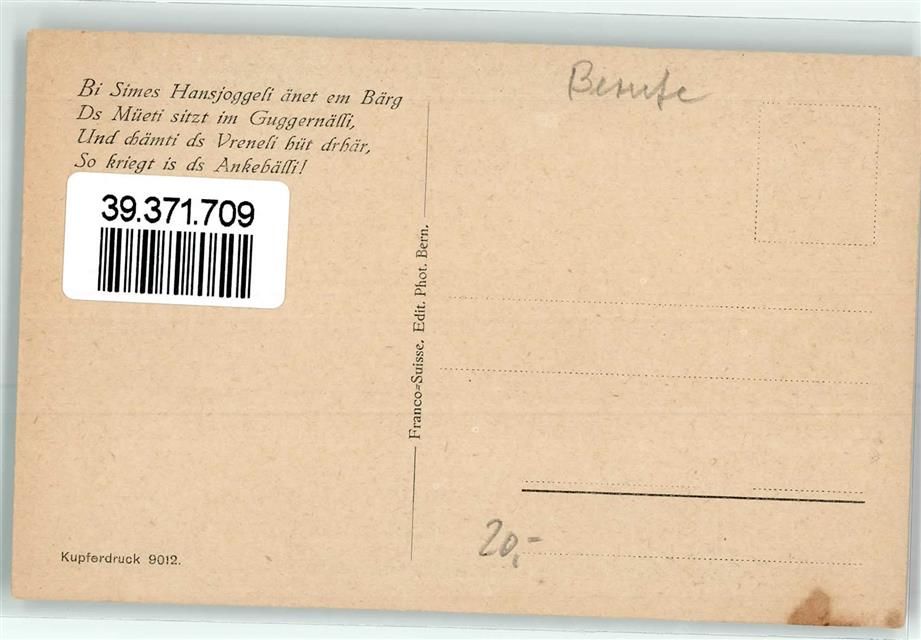 Bi Simes Hansjoggeli änet em Bärg
Ds Müeti sitzt im Guggernälli,
Und chämti ds Vreneli hüt drhär,
So kriegt is ds Ankebälli!
39.371.709
Kupferdruck 9012.
Franco-Suisse, Edit. Phot. Bern.
Berufe
20,-